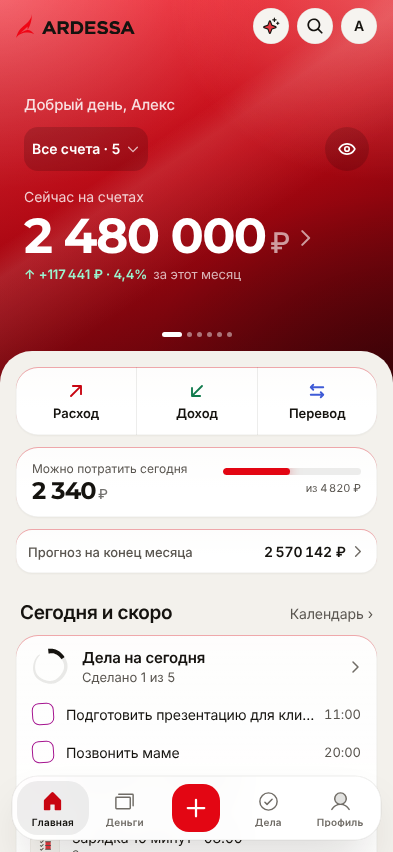 ARDESSA
A
Добрый день, Алекс
Все счета · 5
Сейчас на счетах
2 480 000 ₽
↑ +117 441 ₽ · 4,4% за этот месяц
Расход
Доход
Перевод
Можно потратить сегодня
2 340 ₽
из 4 820 ₽
Прогноз на конец месяца
2 570 142 ₽
Сегодня и скоро
Календарь ›
Дела на сегодня
Сделано 1 из 5
Подготовить презентацию для кли... 11:00
Позвонить маме 20:00
Главная
Деньги
Дела
Профиль